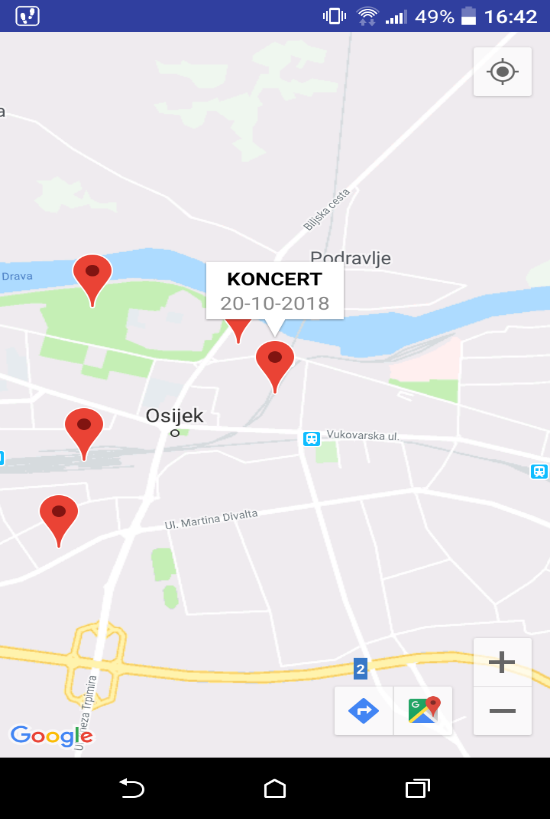 49% 16:42
a
Biljska cesta
Podravlje
Drava
KONCERT
20-10-2018
Osijek
Vukovarska ul.
Ul. Martina Divalta
2
G
Google